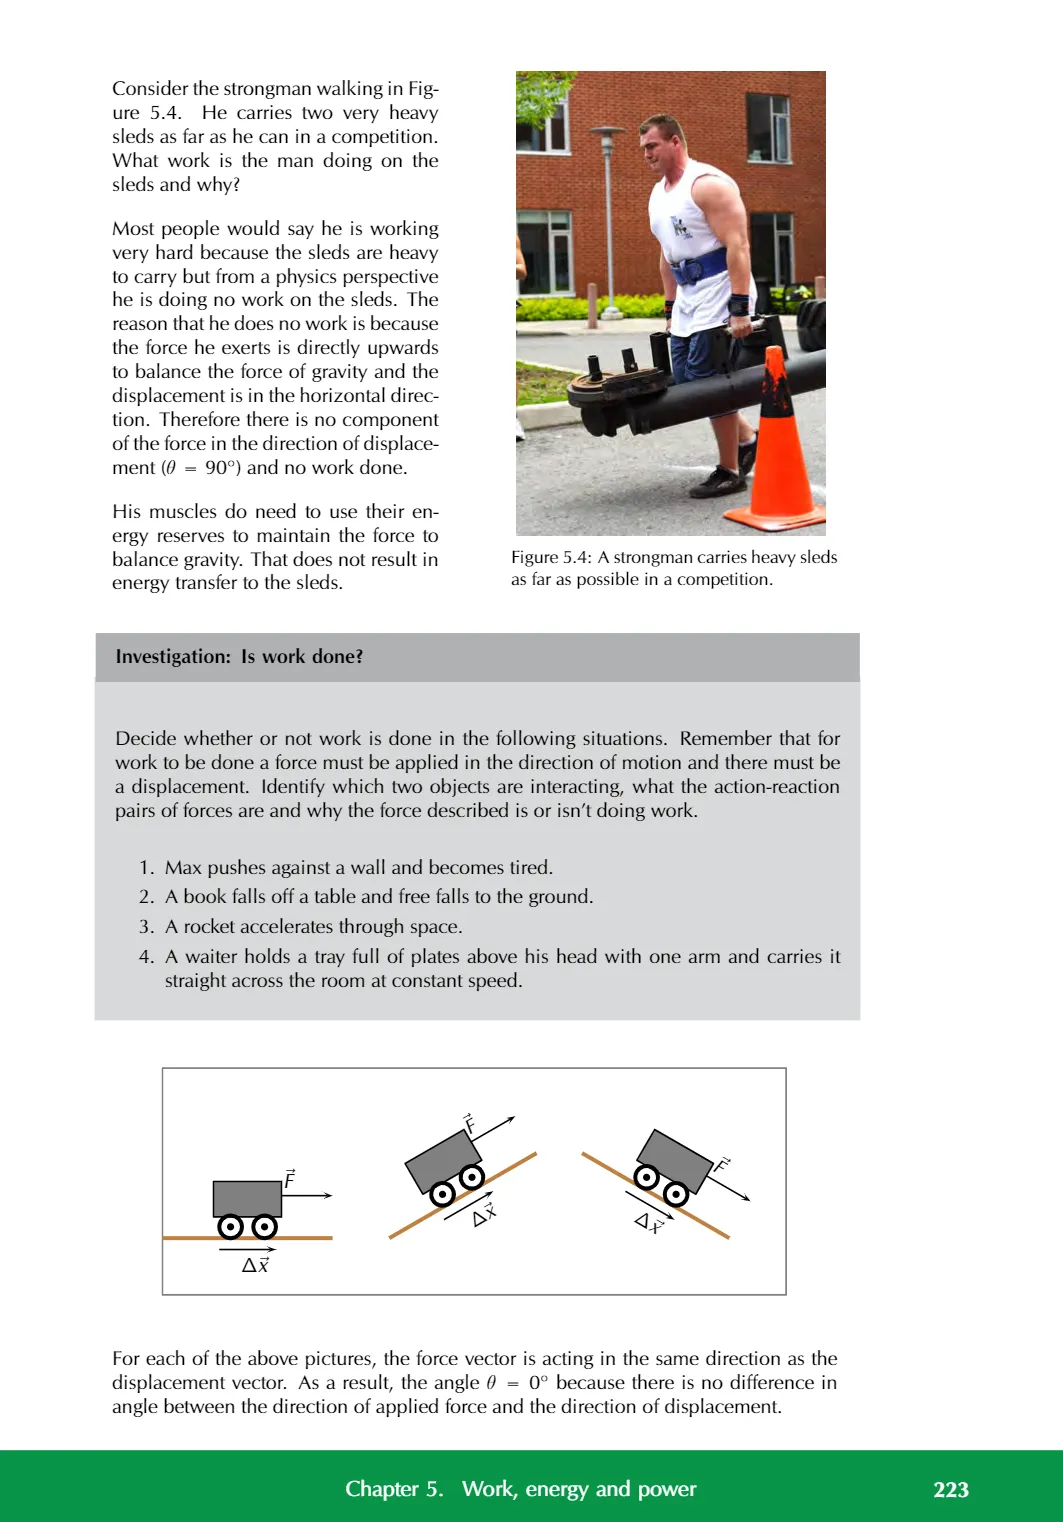 Consider the strongman walking in Fig-
ure 5.4. He carries two very heavy
sleds as far as he can in a competition.
What work is the man doing on the
sleds and why?
Most people would say he is working
very hard because the sleds are heavy
to carry but from a physics perspective
he is doing no work on the sleds. The
reason that he does no work is because
the force he exerts is directly upwards
to balance the force of gravity and the
displacement is in the horizontal direc-
tion. Therefore there is no component
of the force in the direction of displace-
ment (θ = 90°) and no work done.
His muscles do need to use their en-
ergy reserves to maintain the force to
balance gravity. That does not result in
energy transfer to the sleds.
Figure 5.4: A strongman carries heavy sleds
as far as possible in a competition.
Investigation: Is work done?
Decide whether or not work is done in the following situations. Remember that for
work to be done a force must be applied in the direction of motion and there must be
a displacement. Identify which two objects are interacting, what the action-reaction
pairs of forces are and why the force described is or isn't doing work.
1. Max pushes against a wall and becomes tired.
2. A book falls off a table and free falls to the ground.
3. A rocket accelerates through space.
4. A waiter holds a tray full of plates above his head with one arm and carries it
straight across the room at constant speed.
F⃗
Δx⃗
F⃗
Δx⃗
F⃗
Δx⃗
For each of the above pictures, the force vector is acting in the same direction as the
displacement vector. As a result, the angle θ = 0° because there is no difference in
angle between the direction of applied force and the direction of displacement.
Chapter 5. Work, energy and power 223